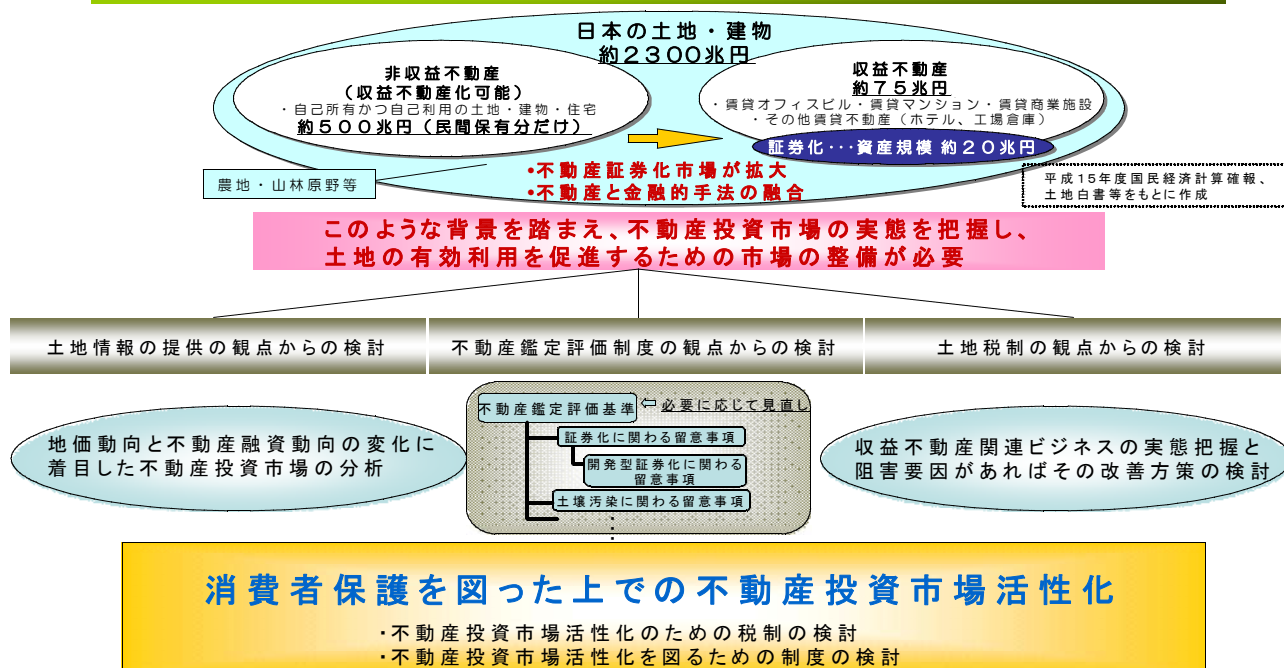 日本の土地・建物
約2300兆円
非収益不動産
(収益不動産化可能)
・自己所有かつ自己利用の土地・建物・住宅
約500兆円(民間保有分だけ)
収益不動産
約75兆円
・賃貸オフィスビル・賃貸マンション・賃貸商業施設
・その他賃貸不動産(ホテル、工場倉庫)
証券化・・・資産規模 約20兆円
•不動産証券化市場が拡大
•不動産と金融的手法の融合
農地・山林原野等
平成15年度国民経済計算確報、
土地白書等をもとに作成
このような背景を踏まえ、不動産投資市場の実態を把握し、
土地の有効利用を促進するための市場の整備が必要
土地情報の提供の観点からの検討
不動産鑑定評価制度の観点からの検討
土地税制の観点からの検討
地価動向と不動産融資動向の変化に
着目した不動産投資市場の分析
不動産鑑定評価基準
⇦必要に応じて見直し
証券化に関わる留意事項
開発型証券化に関わる
留意事項
土壌汚染に関わる留意事項
収益不動産関連ビジネスの実態把握と
阻害要因があればその改善方策の検討
消費者保護を図った上での不動産投資市場活性化
・不動産投資市場活性化のための税制の検討
・不動産投資市場活性化を図るための制度の検討